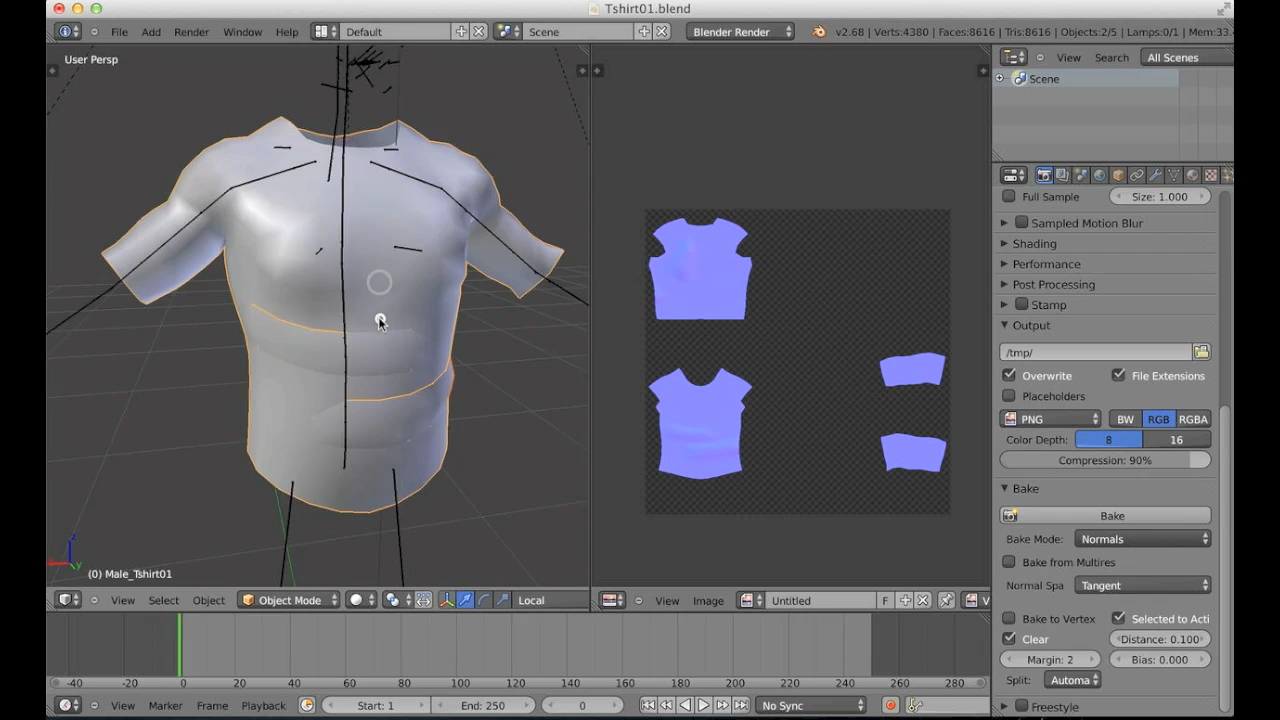 Tshirt01.blend
File Add Render Window Help Default Scene Blender Render v2.68 | Verts:4380 | Faces:8616 | Tris:8616 | Objects:2/5 | Lamps:0/1 | Mem:33.
User Persp
View Search All Scenes
Scene
Full Sample Size: 1.000
Sampled Motion Blur
Shading
Performance
Post Processing
Stamp
Output
/tmp/
Overwrite File Extensions
Placeholders
PNG BW RGB RGBA
Color Depth: 8 16
Compression: 90%
Bake
Bake
Bake Mode: Normals
Bake from Multires
Normal Spa Tangent
Bake to Vertex Selected to Acti
Clear Distance: 0.100
Margin: 2 Bias: 0.000
Split: Automa
Freestyle
z
y
(0) Male_Tshirt01
View Select Object Object Mode Local
View Image Untitled F V
-40 -20 0 20 40 60 80 100 120 140 160 180 200 220 240 260 280
View Marker Frame Playback Start: 1 End: 250 0 No Sync